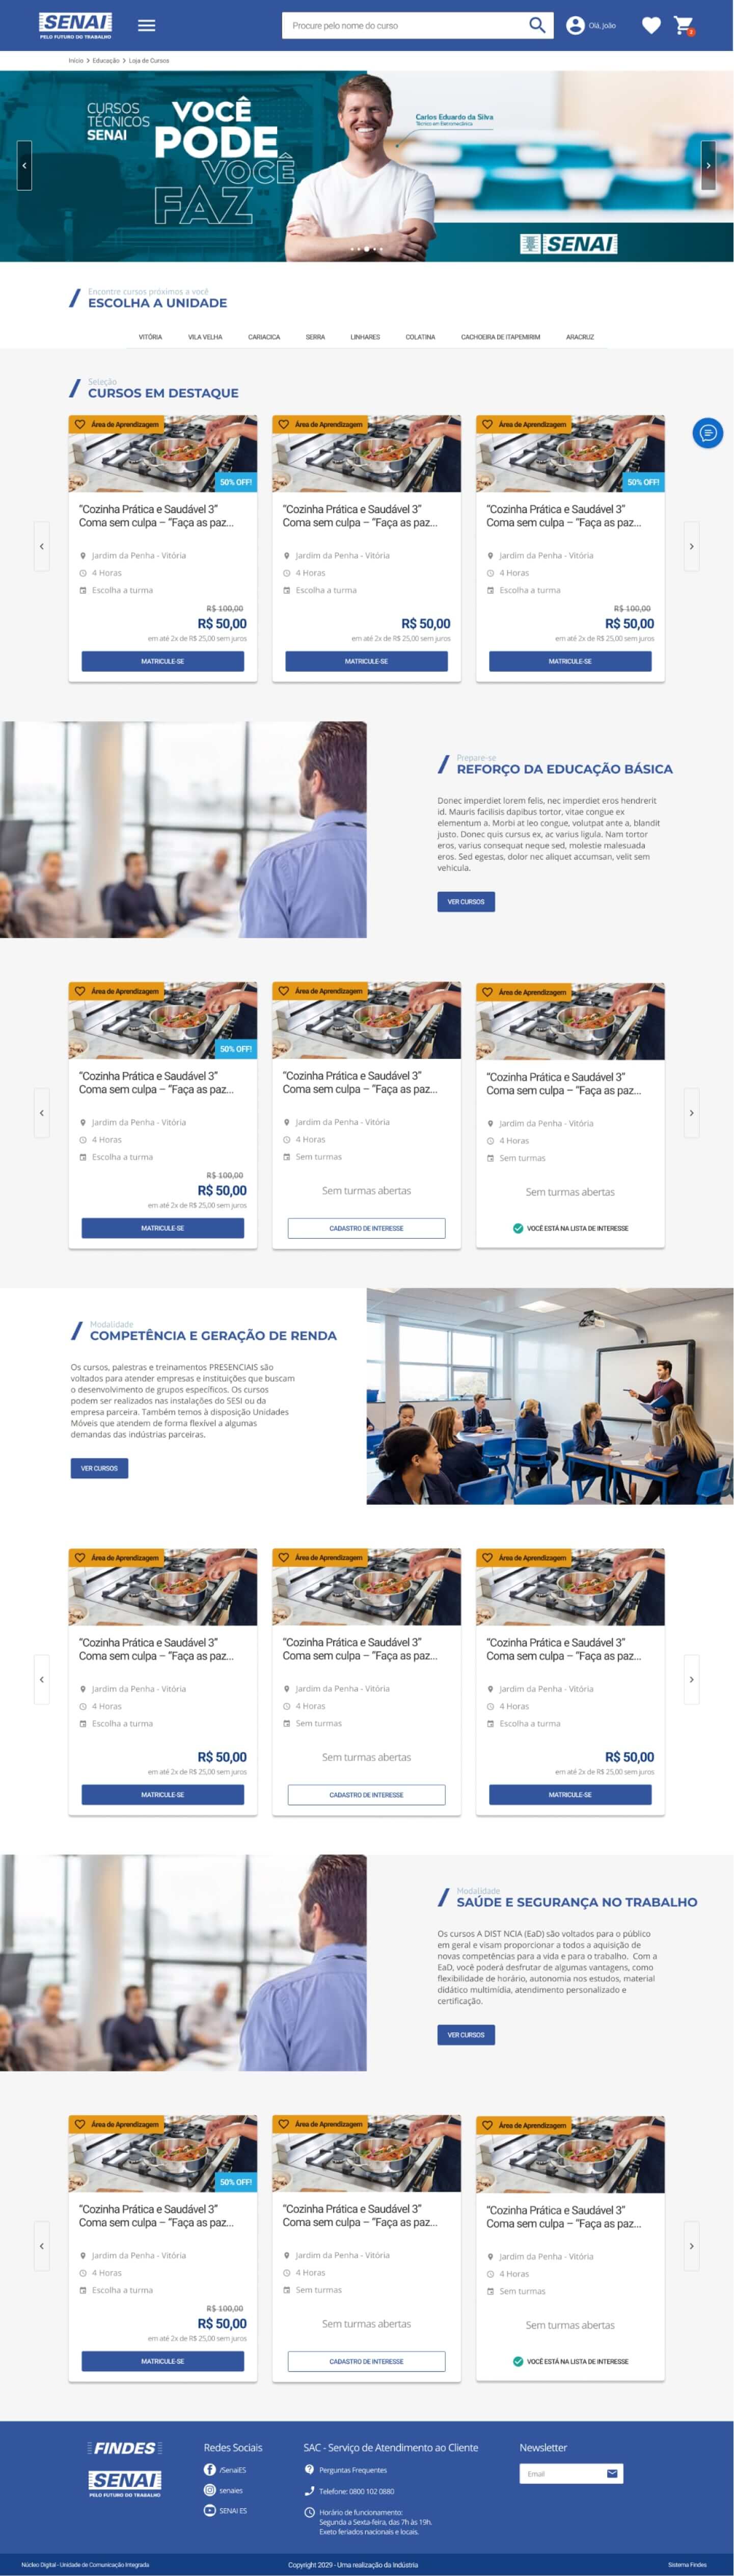 SENAI
PELO FUTURO DO TRABALHO
Procure pelo nome do curso
Olá, João
2
Início > Educação > Loja de Cursos
CURSOS
TÉCNICOS
SENAI
VOCÊ
PODE
VOCÊ
FAZ
Carlos Eduardo da Silva
Técnico em Eletromecânica
SENAI
Encontre cursos próximos a você
ESCOLHA A UNIDADE
VITÓRIA VILA VELHA CARIACICA SERRA LINHARES COLATINA CACHOEIRA DE ITAPEMIRIM ARACRUZ
Seleção
CURSOS EM DESTAQUE
Área de Aprendizagem
50% OFF!
"Cozinha Prática e Saudável 3"
Coma sem culpa – "Faça as paz...
Jardim da Penha - Vitória
4 Horas
Escolha a turma
R$ 100,00
R$ 50,00
em até 2x de R$ 25,00 sem juros
MATRICULE-SE
Área de Aprendizagem
"Cozinha Prática e Saudável 3"
Coma sem culpa – "Faça as paz...
Jardim da Penha - Vitória
4 Horas
Escolha a turma
R$ 50,00
em até 2x de R$ 25,00 sem juros
MATRICULE-SE
Área de Aprendizagem
50% OFF!
"Cozinha Prática e Saudável 3"
Coma sem culpa – "Faça as paz...
Jardim da Penha - Vitória
4 Horas
Escolha a turma
R$ 100,00
R$ 50,00
em até 2x de R$ 25,00 sem juros
MATRICULE-SE
Prepare-se
REFORÇO DA EDUCAÇÃO BÁSICA
Donec imperdiet lorem felis, nec imperdiet eros hendrerit
id. Mauris facilisis dapibus tortor, vitae congue ex
elementum a. Morbi at leo congue, volutpat ante a, blandit
justo. Donec quis cursus ex, ac varius ligula. Nam tortor
eros, varius consequat neque sed, molestie malesuada
eros. Sed egestas, dolor nec aliquet accumsan, velit sem
vehicula.
VER CURSOS
Área de Aprendizagem
50% OFF!
"Cozinha Prática e Saudável 3"
Coma sem culpa – "Faça as paz...
Jardim da Penha - Vitória
4 Horas
Escolha a turma
R$ 100,00
R$ 50,00
em até 2x de R$ 25,00 sem juros
MATRICULE-SE
Área de Aprendizagem
"Cozinha Prática e Saudável 3"
Coma sem culpa – "Faça as paz...
Jardim da Penha - Vitória
4 Horas
Sem turmas
Sem turmas abertas
CADASTRO DE INTERESSE
Área de Aprendizagem
"Cozinha Prática e Saudável 3"
Coma sem culpa – "Faça as paz...
Jardim da Penha - Vitória
4 Horas
Sem turmas
Sem turmas abertas
VOCÊ ESTÁ NA LISTA DE INTERESSE
Modalidade
COMPETÊNCIA E GERAÇÃO DE RENDA
Os cursos, palestras e treinamentos PRESENCIAIS são
voltados para atender empresas e instituições que buscam
o desenvolvimento de grupos específicos. Os cursos
podem ser realizados nas instalações do SESI ou da
empresa parceira. Também temos à disposição Unidades
Móveis que atendem de forma flexível a algumas
demandas das indústrias parceiras.
VER CURSOS
Área de Aprendizagem
"Cozinha Prática e Saudável 3"
Coma sem culpa – "Faça as paz...
Jardim da Penha - Vitória
4 Horas
Escolha a turma
R$ 50,00
em até 2x de R$ 25,00 sem juros
MATRICULE-SE
Área de Aprendizagem
"Cozinha Prática e Saudável 3"
Coma sem culpa – "Faça as paz...
Jardim da Penha - Vitória
4 Horas
Sem turmas
Sem turmas abertas
CADASTRO DE INTERESSE
Área de Aprendizagem
"Cozinha Prática e Saudável 3"
Coma sem culpa – "Faça as paz...
Jardim da Penha - Vitória
4 Horas
Escolha a turma
R$ 50,00
em até 2x de R$ 25,00 sem juros
MATRICULE-SE
Modalidade
SAÚDE E SEGURANÇA NO TRABALHO
Os cursos A DIST NCIA (EaD) são voltados para o público
em geral e visam proporcionar a todos a aquisição de
novas competências para a vida e para o trabalho. Com a
EaD, você poderá desfrutar de algumas vantagens, como
flexibilidade de horário, autonomia nos estudos, material
didático multimídia, atendimento personalizado e
certificação.
VER CURSOS
Área de Aprendizagem
50% OFF!
"Cozinha Prática e Saudável 3"
Coma sem culpa – "Faça as paz...
Jardim da Penha - Vitória
4 Horas
Escolha a turma
R$ 100,00
R$ 50,00
em até 2x de R$ 25,00 sem juros
MATRICULE-SE
Área de Aprendizagem
"Cozinha Prática e Saudável 3"
Coma sem culpa – "Faça as paz...
Jardim da Penha - Vitória
4 Horas
Sem turmas
Sem turmas abertas
CADASTRO DE INTERESSE
Área de Aprendizagem
"Cozinha Prática e Saudável 3"
Coma sem culpa – "Faça as paz...
Jardim da Penha - Vitória
4 Horas
Sem turmas
Sem turmas abertas
VOCÊ ESTÁ NA LISTA DE INTERESSE
FINDES
SENAI
PELO FUTURO DO TRABALHO
Redes Sociais
/SenaiES
senaies
SENAI ES
SAC - Serviço de Atendimento ao Cliente
Perguntas Frequentes
Telefone: 0800 102 0880
Horário de funcionamento:
Segunda a Sexta-feira, das 7h às 19h.
Exeto feriados nacionais e locais.
Newsletter
Email
Núcleo Digital - Unidade de Comunicação Integrada
Copyright 2029 - Uma realização da Indústria
Sistema Findes